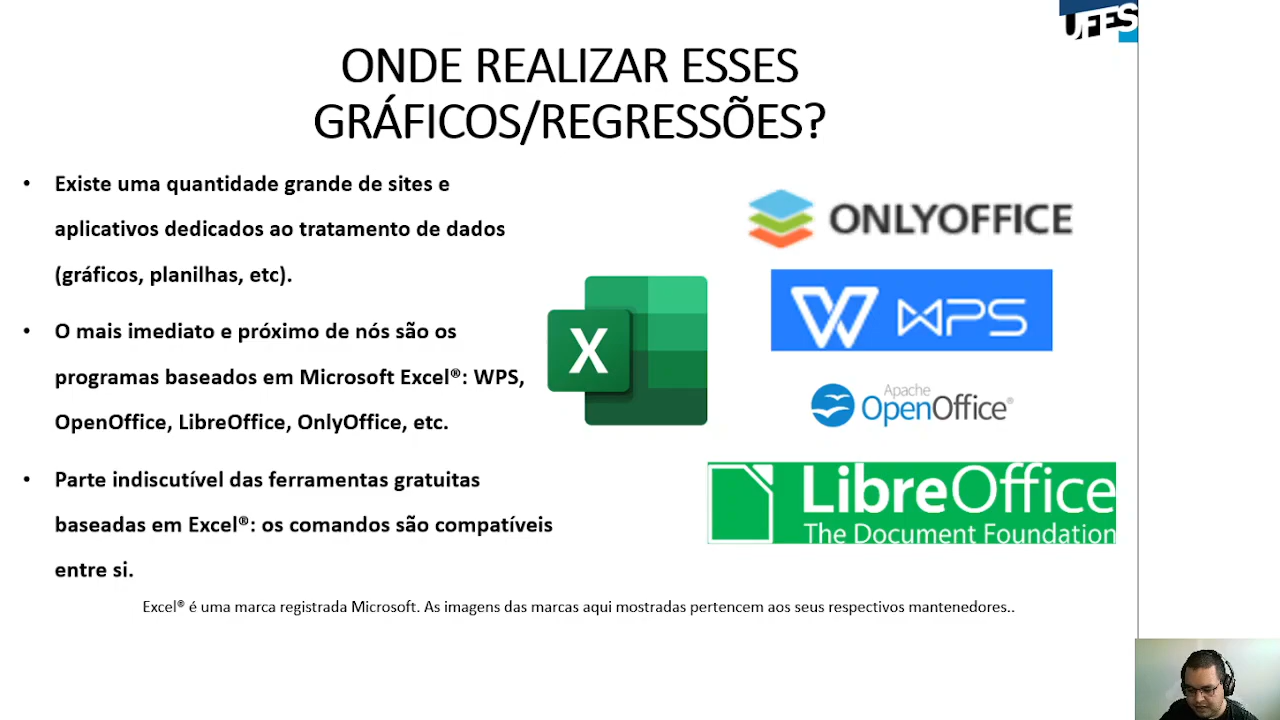 UFES
ONDE REALIZAR ESSES
GRÁFICOS/REGRESSÕES?
• Existe uma quantidade grande de sites e
aplicativos dedicados ao tratamento de dados
(gráficos, planilhas, etc).
• O mais imediato e próximo de nós são os
programas baseados em Microsoft Excel®: WPS,
OpenOffice, LibreOffice, OnlyOffice, etc.
• Parte indiscutível das ferramentas gratuitas
baseadas em Excel®: os comandos são compatíveis
entre si.
X
ONLYOFFICE
W WPS
Apache
OpenOffice®
LibreOffice
The Document Foundation
Excel® é uma marca registrada Microsoft. As imagens das marcas aqui mostradas pertencem aos seus respectivos mantenedores..